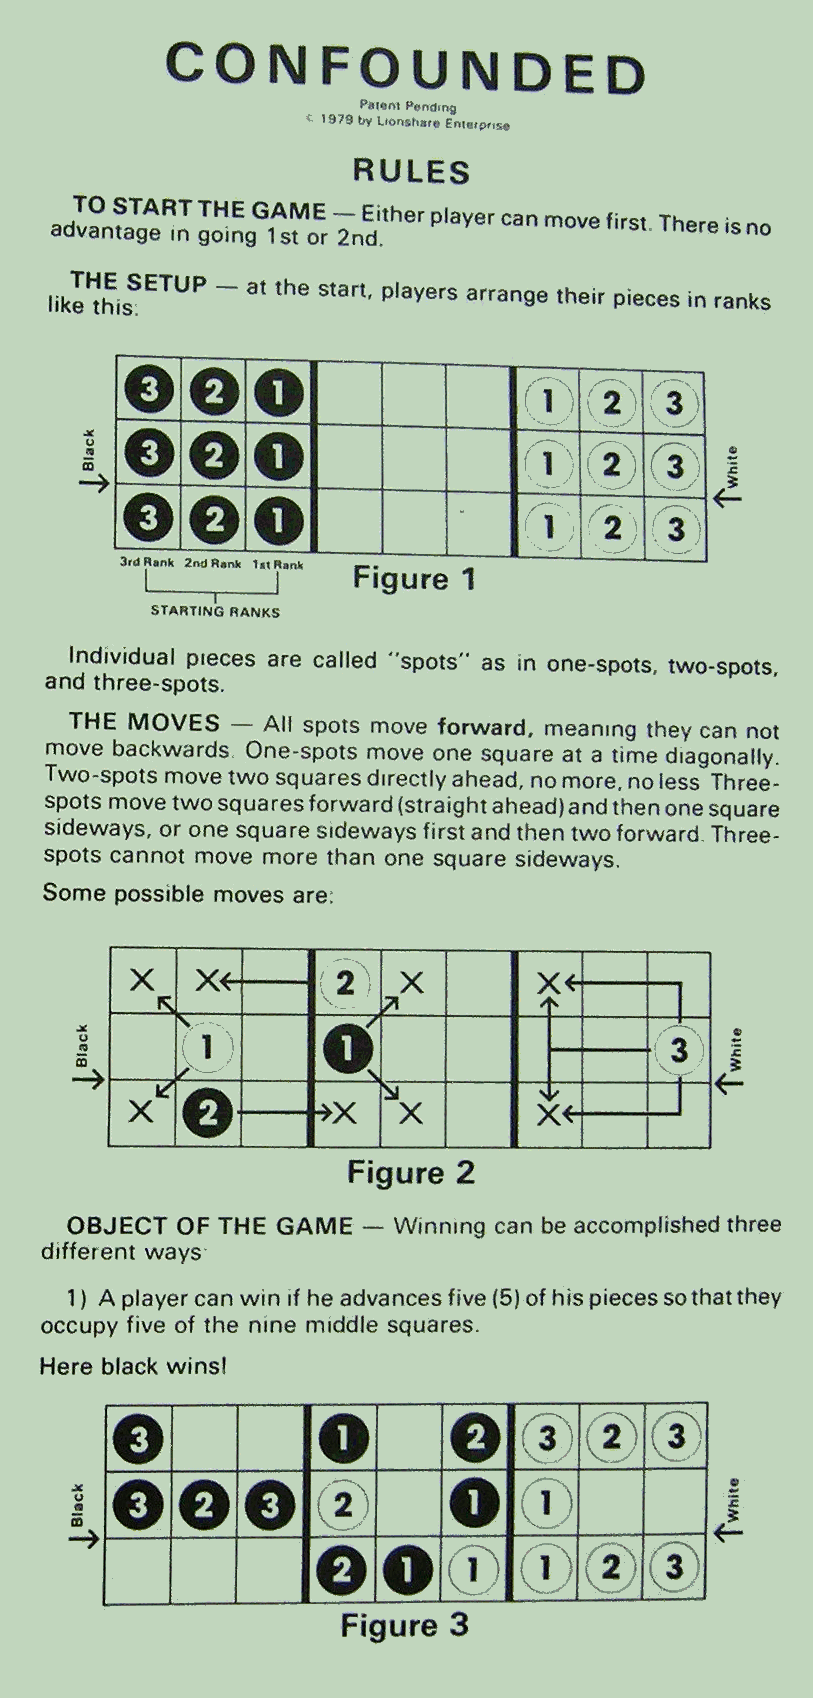 CONFOUNDED
Patent Pending
© 1979 by Lionshare Enterprise
RULES
TO START THE GAME — Either player can move first. There is no
advantage in going 1st or 2nd.
THE SETUP — at the start, players arrange their pieces in ranks
like this:
3 2 1 1 2 3
Black 3 2 1 1 2 3 White
3 2 1 1 2 3
3rd Rank 2nd Rank 1st Rank
Figure 1
STARTING RANKS
Individual pieces are called "spots" as in one-spots, two-spots,
and three-spots.
THE MOVES — All spots move forward, meaning they can not
move backwards. One-spots move one square at a time diagonally.
Two-spots move two squares directly ahead, no more, no less Three-
spots move two squares forward (straight ahead) and then one square
sideways, or one square sideways first and then two forward. Three-
spots cannot move more than one square sideways.
Some possible moves are:
X X 2 X X
Black 1 1 3 White
X 2 X X X
Figure 2
OBJECT OF THE GAME — Winning can be accomplished three
different ways
1) A player can win if he advances five (5) of his pieces so that they
occupy five of the nine middle squares.
Here black wins!
3 1 2 3 2 3
Black 3 2 3 2 1 1 White
2 1 1 1 2 3
Figure 3